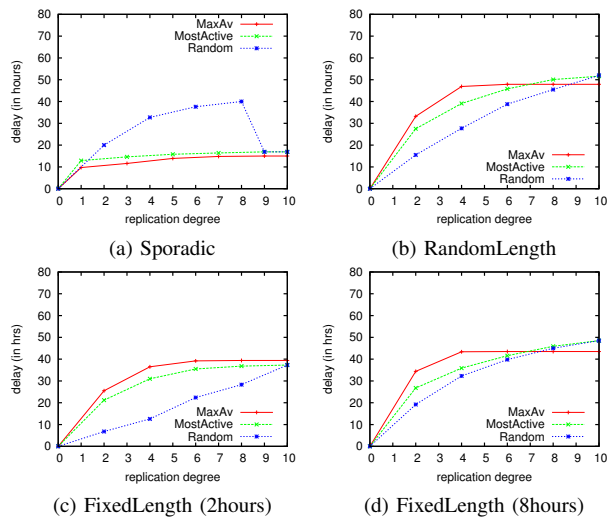 80
70
60
50
40
30
20
10
0
delay (in hours)
MaxAv
MostActive
Random
0 1 2 3 4 5 6 7 8 9 10
replication degree
(a) Sporadic
80
70
60
50
40
30
20
10
0
delay (in hours)
MaxAv
MostActive
Random
0 1 2 3 4 5 6 7 8 9 10
replication degree
(b) RandomLength
80
70
60
50
40
30
20
10
0
delay (in hrs)
MaxAv
MostActive
Random
0 1 2 3 4 5 6 7 8 9 10
replication degree
(c) FixedLength (2hours)
80
70
60
50
40
30
20
10
0
delay (in hrs)
MaxAv
MostActive
Random
0 1 2 3 4 5 6 7 8 9 10
replication degree
(d) FixedLength (8hours)